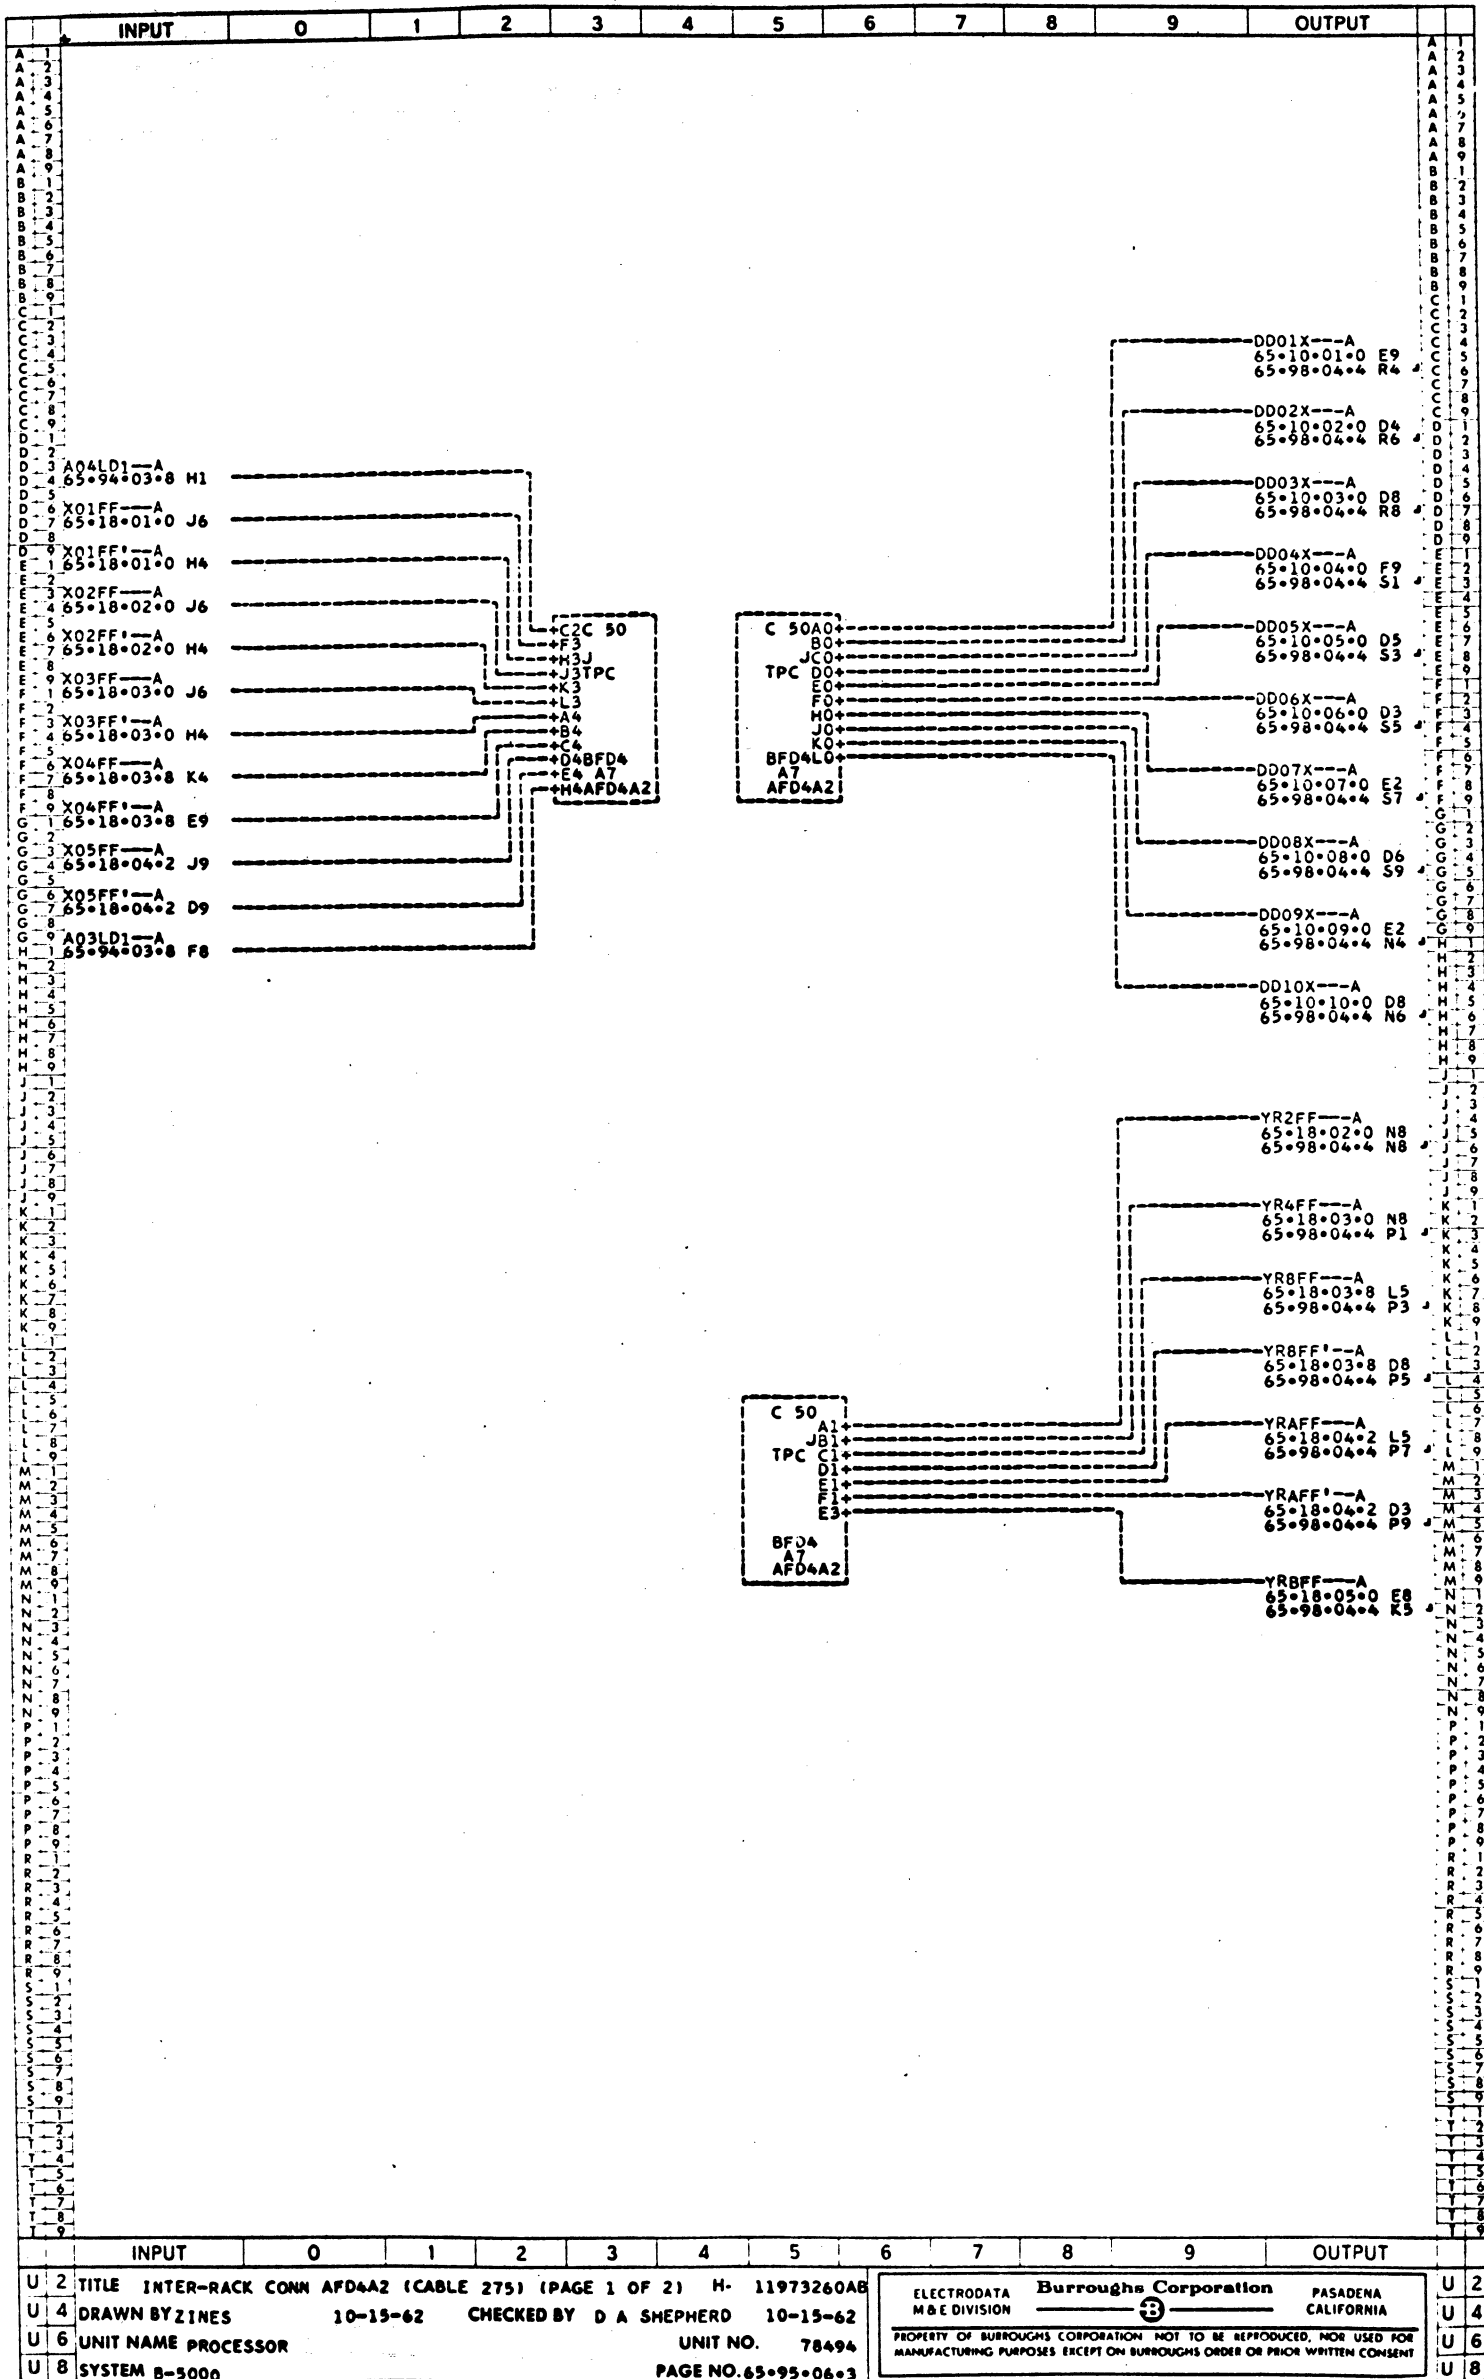 INPUT 0 1 2 3 4 5 6 7 8 9 OUTPUT
A04LD1——A
65•94•03•8 H1
X01FF——A
65•18•01•0 J6
X01FF'—A
65•18•01•0 H4
X02FF——A
65•18•02•0 J6
X02FF'—A
65•18•02•0 H4
X03FF——A
65•18•03•0 J6
X03FF'—A
65•18•03•0 H4
X04FF——A
65•18•03•8 K4
X04FF'—A
65•18•03•8 E9
X05FF——A
65•18•04•2 J9
X05FF'—A
65•18•04•2 D9
A03LD1——A
65•94•03•8 F8
+C2C 50
+F3
+H3J
+J3TPC
+K3
+L3
+A4
+B4
+C4
+D4BFD4
+E4 A7
+H4AFD4A2
C 50A0+
B0+
JC0+
TPC D0+
E0+
F0+
H0+
J0+
K0+
BFD4L0+
A7
AFD4A2
DD01X---A
65•10•01•0 E9
65•98•04•4 R4
DD02X---A
65•10•02•0 D4
65•98•04•4 R6
DD03X---A
65•10•03•0 D8
65•98•04•4 R8
DD04X---A
65•10•04•0 F9
65•98•04•4 S1
DD05X---A
65•10•05•0 D5
65•98•04•4 S3
DD06X---A
65•10•06•0 D3
65•98•04•4 S5
DD07X---A
65•10•07•0 E2
65•98•04•4 S7
DD08X---A
65•10•08•0 D6
65•98•04•4 S9
DD09X---A
65•10•09•0 E2
65•98•04•4 N4
DD10X---A
65•10•10•0 D8
65•98•04•4 N6
C 50
A1+
JB1+
TPC C1+
D1+
E1+
F1+
E3+
BFD4
A7
AFD4A2
YR2FF---A
65•18•02•0 N8
65•98•04•4 N8
YR4FF---A
65•18•03•0 N8
65•98•04•4 P1
YR8FF---A
65•18•03•8 L5
65•98•04•4 P3
YR8FF'--A
65•18•03•8 D8
65•98•04•4 P5
YRAFF---A
65•18•04•2 L5
65•98•04•4 P7
YRAFF'--A
65•18•04•2 D3
65•98•04•4 P9
YRBFF---A
65•18•05•0 E8
65•98•04•4 K5
INPUT 0 1 2 3 4 5 6 7 8 9 OUTPUT
U 2 TITLE INTER-RACK CONN AFD4A2 (CABLE 275) (PAGE 1 OF 2) H- 11973260AB
U 4 DRAWN BY ZINES 10-15-62 CHECKED BY D A SHEPHERD 10-15-62
U 6 UNIT NAME PROCESSOR UNIT NO. 78494
U 8 SYSTEM B-5000 PAGE NO. 65•95•06•3
ELECTRODATA
M & E DIVISION
Burroughs Corporation
B
PASADENA
CALIFORNIA
PROPERTY OF BURROUGHS CORPORATION NOT TO BE REPRODUCED, NOR USED FOR
MANUFACTURING PURPOSES EXCEPT ON BURROUGHS ORDER OR PRIOR WRITTEN CONSENT
U 2
U 4
U 6
U 8